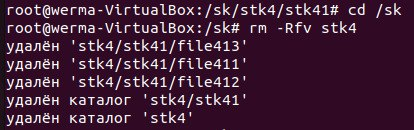 root@werma-VirtualBox:/sk/stk4/stk41# cd /sk
root@werma-VirtualBox:/sk# rm -Rfv stk4
удалён 'stk4/stk41/file413'
удалён 'stk4/stk41/file411'
удалён 'stk4/stk41/file412'
удалён каталог 'stk4/stk41'
удалён каталог 'stk4'